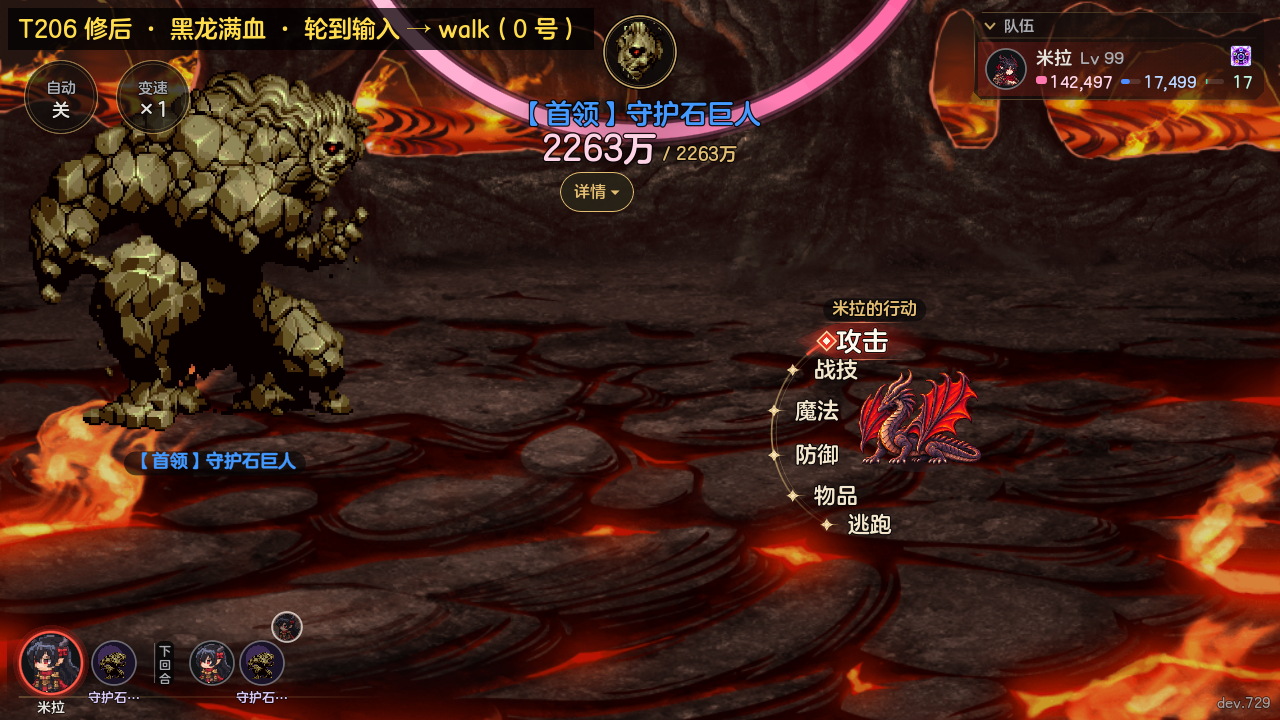 T206 修后 · 黑龙满血 · 轮到输入 → walk ( 0 号 )
自动
关
变速
×1
【首领】守护石巨人
2263万 / 2263万
详情
队伍
米拉 Lv 99
142,497 17,499 17
米拉的行动
攻击
战技
魔法
防御
物品
逃跑
【首领】守护石巨人
下回合
米拉
守护石…
守护石…
dev.729